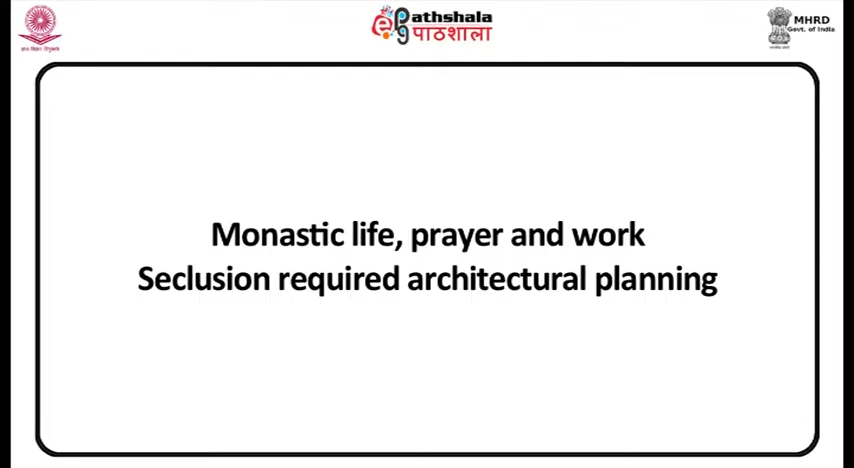 ePathshala
पाठशाला
MHRD
Govt. of India
Monastic life, prayer and work
Seclusion required architectural planning